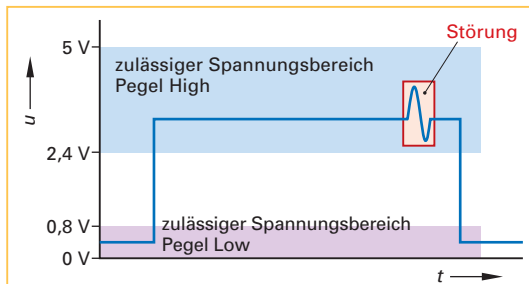 Störung
5 V
zulässiger Spannungsbereich
Pegel High
u
2,4 V
0,8 V
zulässiger Spannungsbereich
Pegel Low
0 V
t